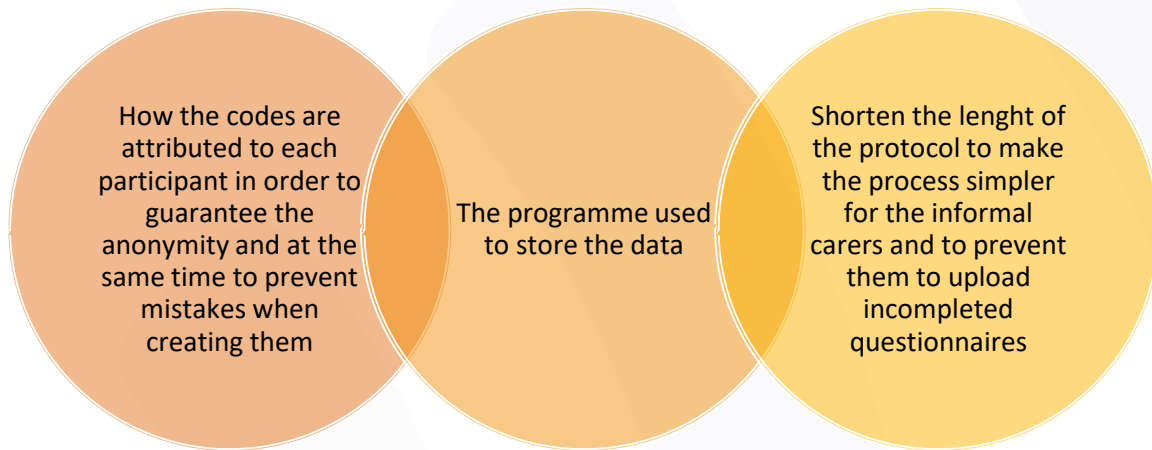 How the codes are
attributed to each
participant in order to
guarantee the
anonymity and at the
same time to prevent
mistakes when
creating them
The programme used
to store the data
Shorten the lenght of
the protocol to make
the process simpler
for the informal
carers and to prevent
them to upload
incompleted
questionnaires